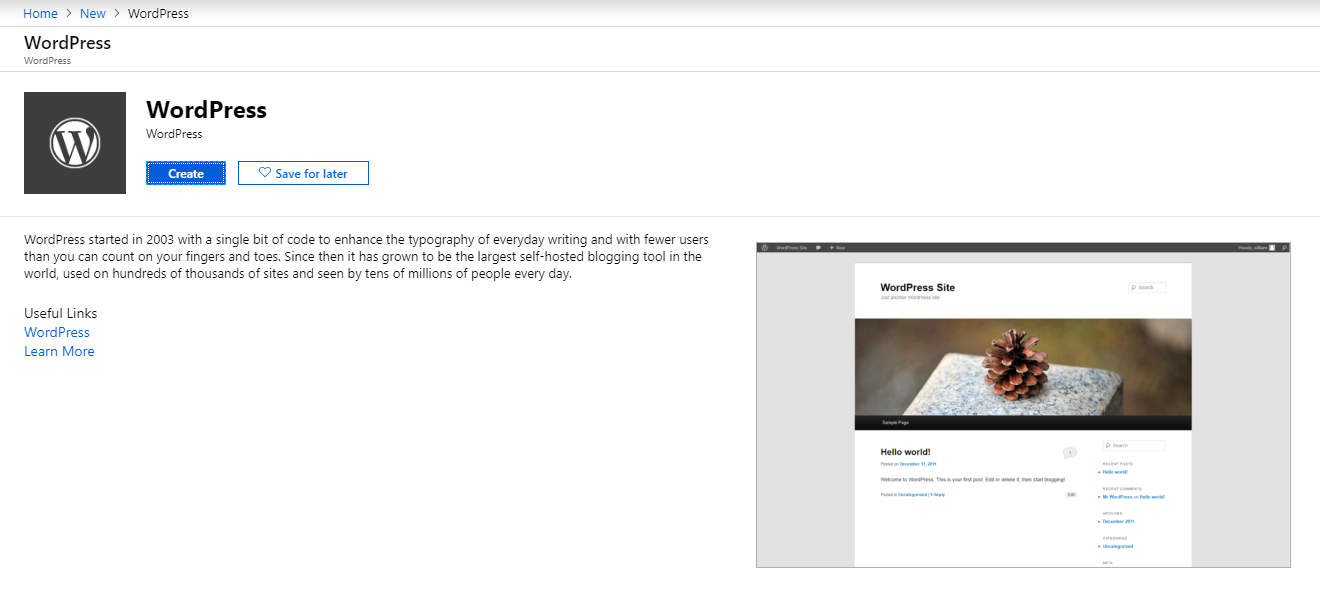 Home > New > WordPress
WordPress
WordPress
WordPress
WordPress
Create
Save for later
WordPress started in 2003 with a single bit of code to enhance the typography of everyday writing and with fewer users
than you can count on your fingers and toes. Since then it has grown to be the largest self-hosted blogging tool in the
world, used on hundreds of thousands of sites and seen by tens of millions of people every day.
Useful Links
WordPress
Learn More
WordPress Site
+ New
Howdy, william
WordPress Site
Just another WordPress site
Search
Sample Page
Hello world!
1
Posted on December 17, 2011
Welcome to WordPress. This is your first post. Edit or delete it, then start blogging!
Posted in Uncategorized | 1 Reply
Edit
Search
RECENT POSTS
Hello world!
RECENT COMMENTS
Mr WordPress on Hello world!
ARCHIVES
December 2011
CATEGORIES
Uncategorized
META